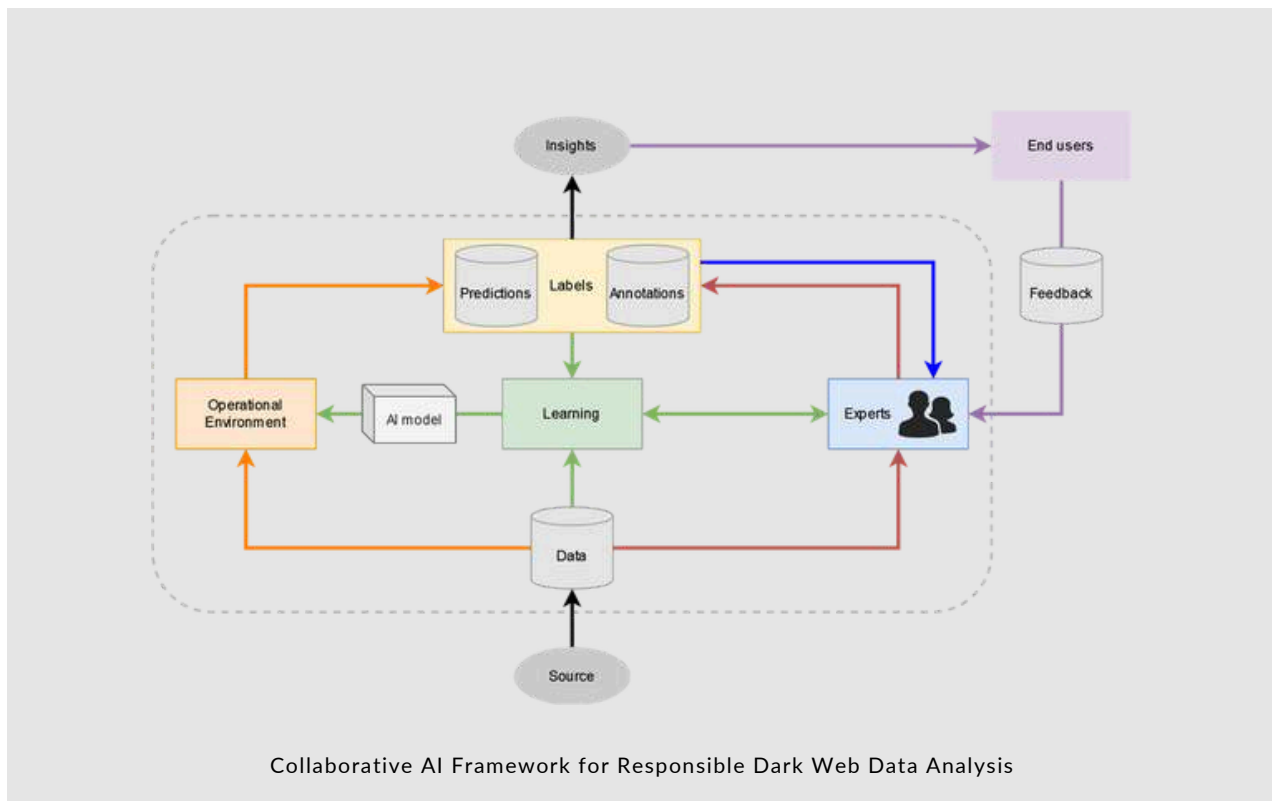 Insights
End users
Predictions
Labels
Annotations
Feedback
Operational
Environment
AI model
Learning
Experts
Data
Source
Collaborative AI Framework for Responsible Dark Web Data Analysis